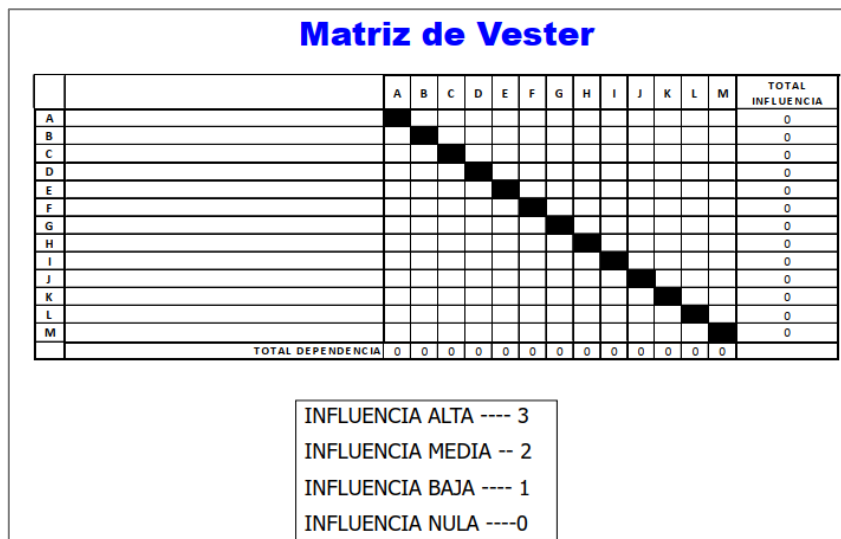 Matriz de Vester
A B C D E F G H I J K L M TOTAL INFLUENCIA
A 0
B 0
C 0
D 0
E 0
F 0
G 0
H 0
I 0
J 0
K 0
L 0
M 0
TOTAL DEPENDENCIA 0 0 0 0 0 0 0 0 0 0 0 0 0
INFLUENCIA ALTA ---- 3
INFLUENCIA MEDIA -- 2
INFLUENCIA BAJA ---- 1
INFLUENCIA NULA ----0